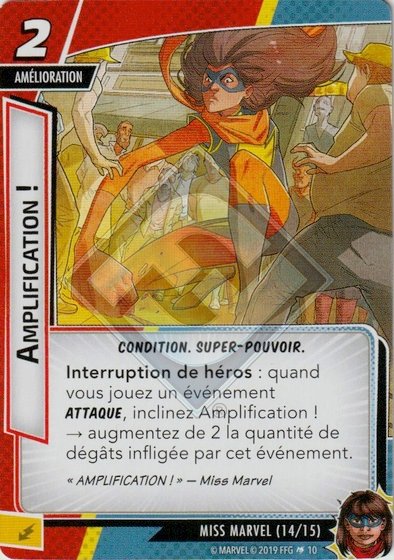 2
AMÉLIORATION
AMPLIFICATION !
CONDITION. SUPER-POUVOIR.
Interruption de héros : quand
vous jouez un événement
ATTAQUE, inclinez Amplification !
→ augmentez de 2 la quantité de
dégâts infligée par cet événement.
« AMPLIFICATION ! » – Miss Marvel
MISS MARVEL (14/15)
© MARVEL © 2019 FFG 10